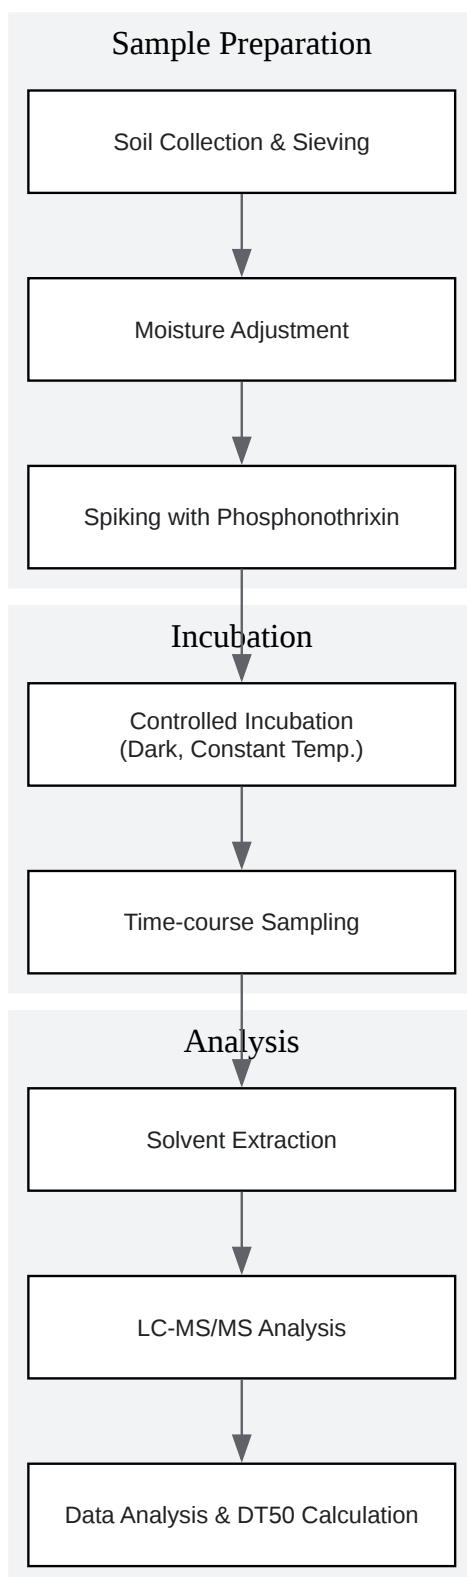 Sample Preparation
Soil Collection & Sieving
Moisture Adjustment
Spiking with Phosphonothrixin
Incubation
Controlled Incubation
(Dark, Constant Temp.)
Time-course Sampling
Analysis
Solvent Extraction
LC-MS/MS Analysis
Data Analysis & DT50 Calculation